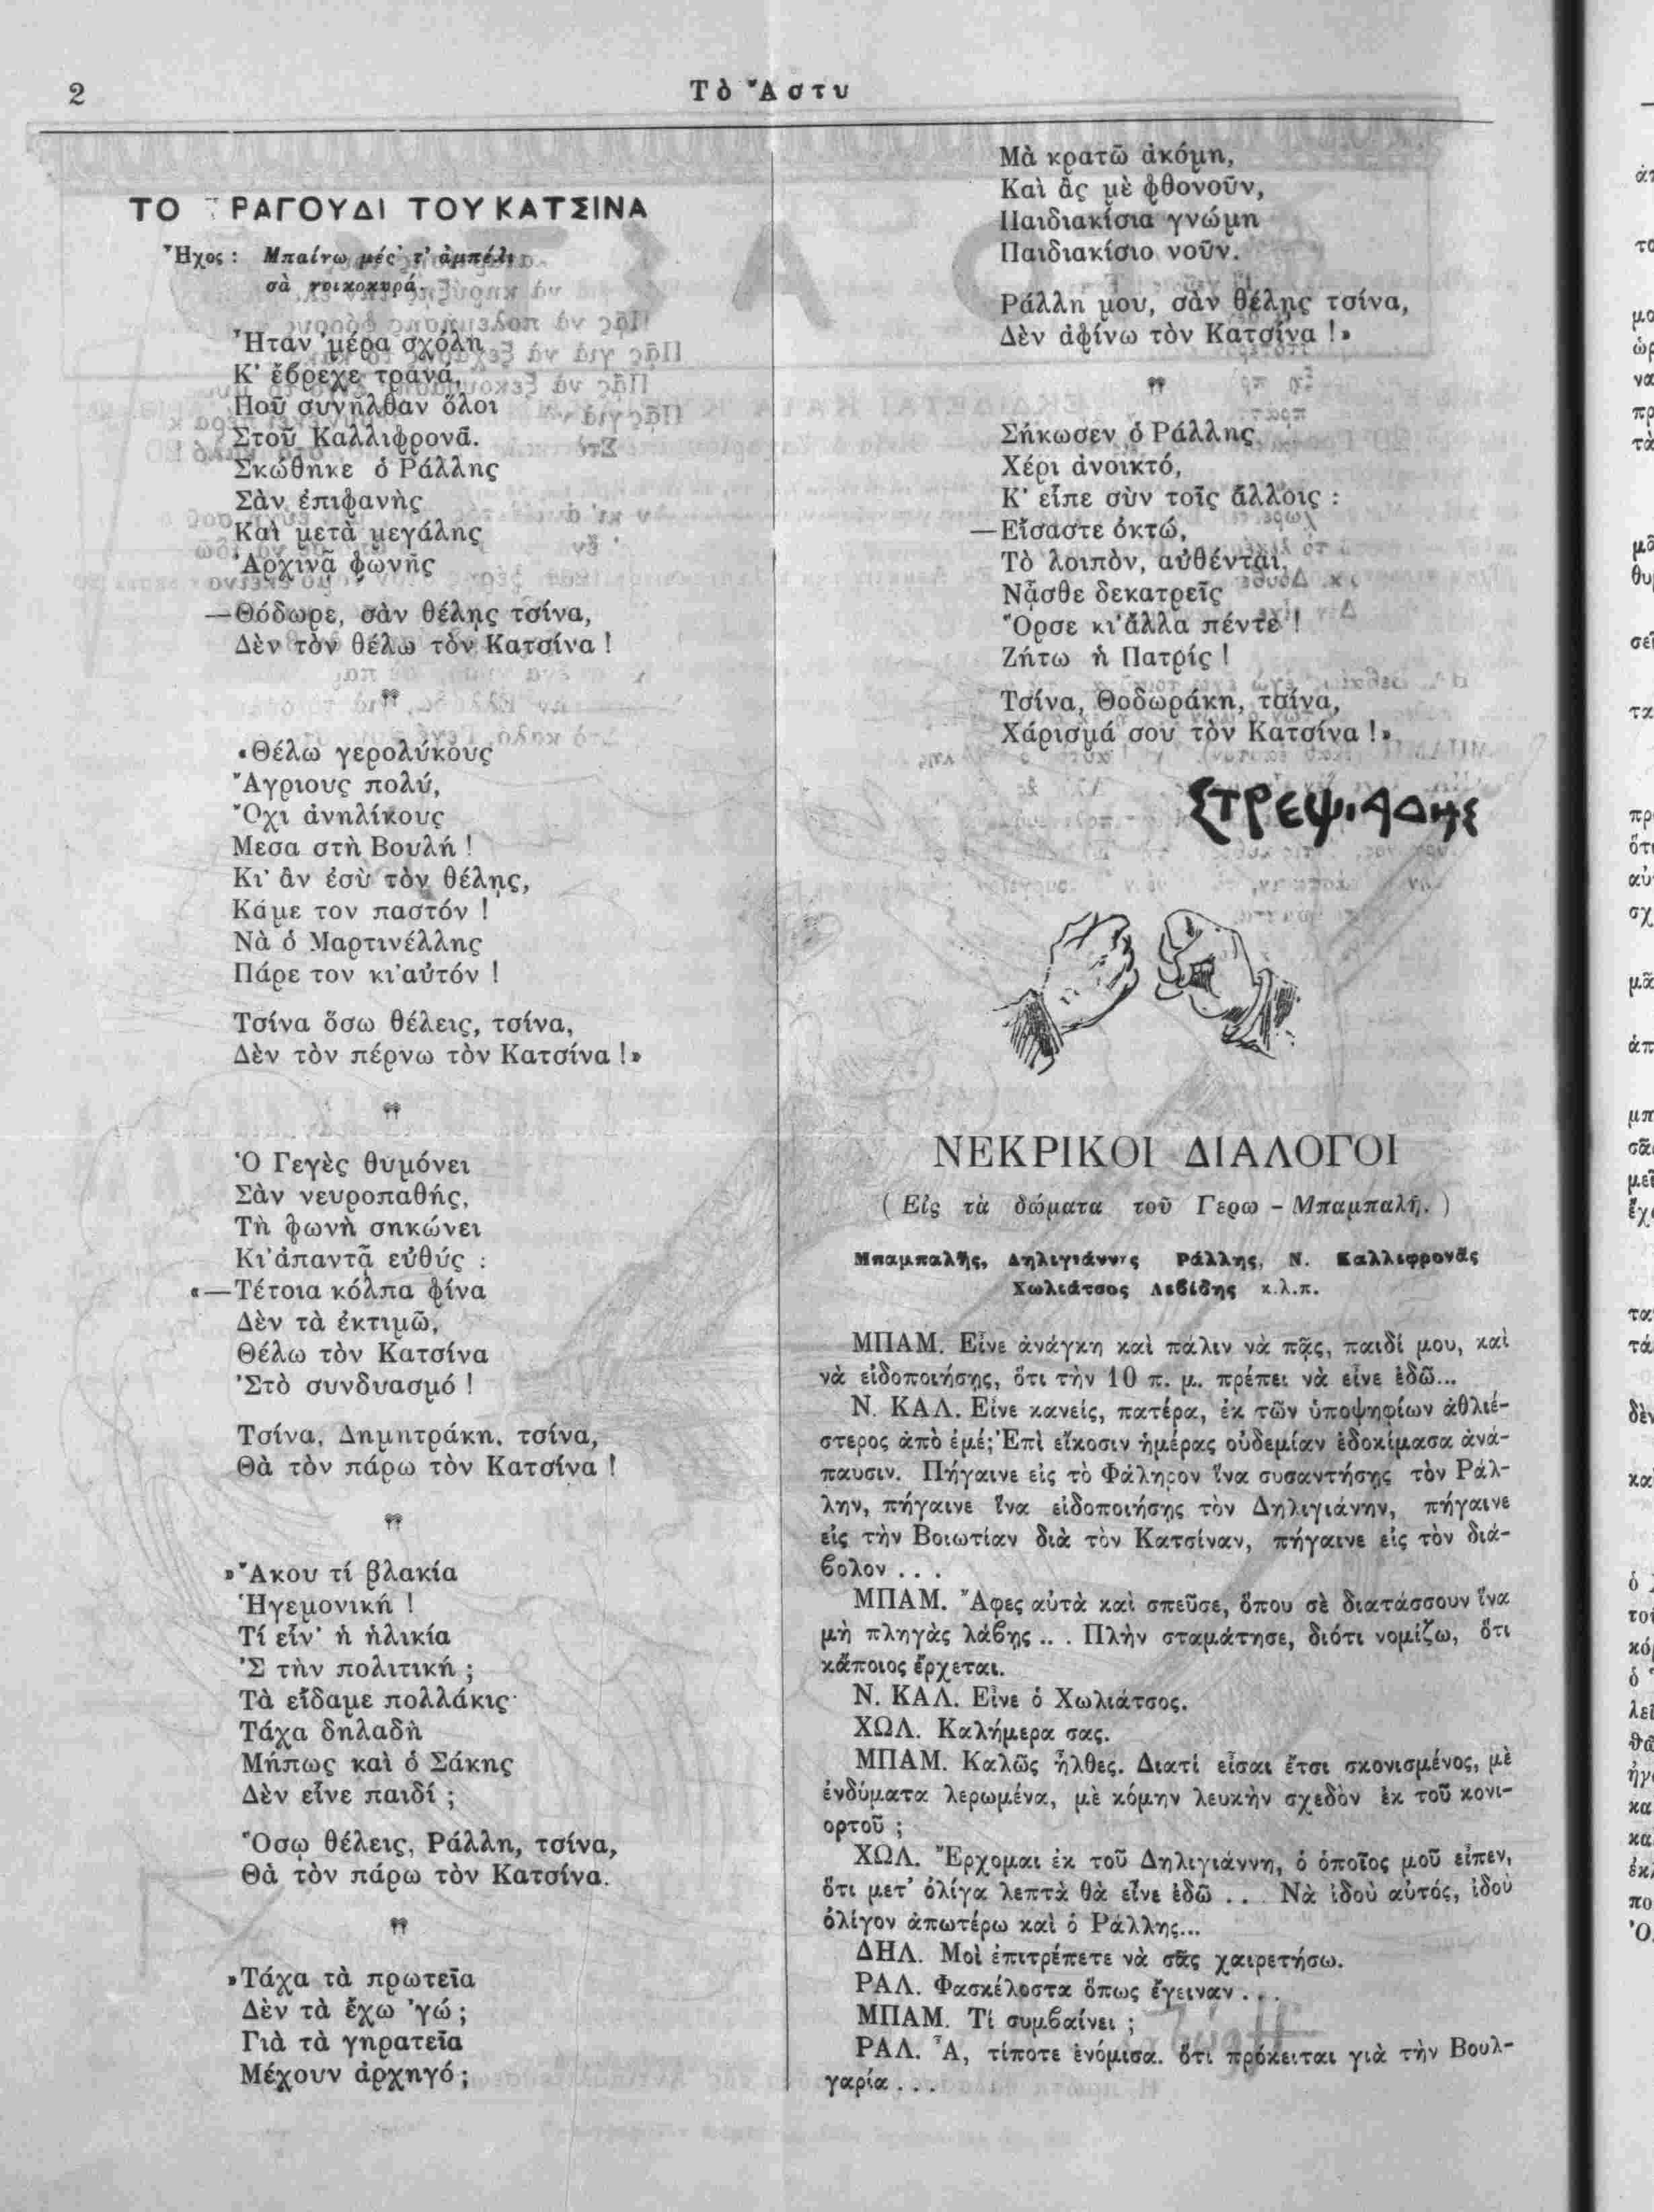 2
Τὸ Ἄστυ
ΤΟ ΡΑΓΟΥΔΙ ΤΟΥ ΚΑΤΣΙΝΑ
Ἦχος : Μπαίνω μές' τ' ἀμπέλι
σὰ νοικοκυρά.
Ἦταν 'μέρα σχόλη
Κ' ἔβρεχε τρανά,
Ποῦ συνῆλθαν ὅλοι
Στοῦ Καλλιφρονᾶ.
Σκώθηκε ὁ Ράλλης
Σὰν ἐπιφανὴς
Καὶ μετὰ μεγάλης
Ἀρχινᾷ φωνῆς
—Θόδωρε, σὰν θέλῃς τσίνα,
Δὲν τὸν θέλω τὸν Κατσίνα !
«Θέλω γερολύκους
Ἄγριους πολύ,
Ὄχι ἀνηλίκους
Μεσα στὴ Βουλή !
Κι' ἂν ἐσὺ τὸν θέλῃς,
Κάμε τον παστόν !
Νὰ ὁ Μαρτινέλλης
Πάρε τον κι'αὐτόν !
Τσίνα ὅσω θέλεις, τσίνα,
Δὲν τὸν πέρνω τὸν Κατσίνα !»
Ὁ Γεγὲς θυμόνει
Σὰν νευροπαθής,
Τὴ φωνὴ σηκώνει
Κι'ἀπαντᾷ εὐθύς :
«—Τέτοια κόλπα φίνα
Δὲν τὰ ἐκτιμῶ,
Θέλω τὸν Κατσίνα
Στὸ συνδυασμό !
Τσίνα, Δημητράκη, τσίνα,
Θὰ τὸν πάρω τὸν Κατσίνα !
»Ἄκου τί βλακία
Ἡγεμονική !
Τί εἶν' ἡ ἡλικία
Σ τὴν πολιτική ;
Τὰ εἴδαμε πολλάκις·
Τάχα δηλαδὴ
Μήπως καὶ ὁ Σάκης
Δὲν εἶνε παιδί ;
Ὅσῳ θέλεις, Ράλλη, τσίνα,
Θὰ τὸν πάρω τὸν Κατσίνα.
»Τάχα τὰ πρωτεῖα
Δὲν τὰ ἔχω 'γώ ;
Γιὰ τὰ γηρατεῖα
Μέχουν ἀρχηγό ;
Μὰ κρατῶ ἀκόμη,
Καὶ ἂς μὲ φθονοῦν,
Παιδιακίσια γνώμη
Παιδιακίσιο νοῦν.
Ράλλη μου, σὰν θέλῃς τσίνα,
Δὲν ἀφίνω τὸν Κατσίνα !»
Σήκωσεν ὁ Ράλλης
Χέρι ἀνοικτό,
Κ' εἶπε σὺν τοῖς ἄλλοις :
—Εἴσαστε ὀκτώ,
Τὸ λοιπόν, αὐθένται,
Νᾆσθε δεκατρεῖς
Ὄρσε κι'ἄλλα πέντε !
Ζήτω ἡ Πατρίς !
Τσίνα, Θοδωράκη, τσίνα,
Χάρισμά σου τὸν Κατσίνα !»
ΣΤΡΕΨΙΑΔΗΣ
ΝΕΚΡΙΚΟΙ ΔΙΑΛΟΓΟΙ
( Εἰς τὰ δώματα τοῦ Γερω – Μπαμπαλῆ. )
Μπαμπαλῆς, Δηλιγιάννης Ράλλης, Ν. Καλλιφρονᾶς
Χωλιάτσος Λεβίδης κ.λ.π.
ΜΠΑΜ. Εἶνε ἀνάγκη καὶ πάλιν νὰ πᾷς, παιδί μου, καὶ
νὰ εἰδοποιήσῃς, ὅτι τὴν 10 π. μ. πρέπει νὰ εἶνε ἐδῶ...
Ν. ΚΑΛ. Εἶνε κανείς, πατέρα, ἐκ τῶν ὑποψηφίων ἀθλιέ-
στερος ἀπὸ ἐμέ; Ἐπὶ εἴκοσιν ἡμέρας οὐδεμίαν ἐδοκίμασα ἀνά-
παυσιν. Πήγαινε εἰς τὸ Φάληρον ἵνα συσαντήσῃς τὸν Ράλ-
λην, πήγαινε ἵνα εἰδοποιήσῃς τὸν Δηλιγιάνην, πήγαινε
εἰς τὴν Βοιωτίαν διὰ τὸν Κατσίναν, πήγαινε εἰς τὸν διά-
βολον . . .
ΜΠΑΜ. Ἄφες αὐτὰ καὶ σπεῦσε, ὅπου σὲ διατάσσουν ἵνα
μὴ πληγὰς λάβῃς .. . Πλὴν σταμάτησε, διότι νομίζω, ὅτι
κἄποιος ἔρχεται.
Ν. ΚΑΛ. Εἶνε ὁ Χωλιάτσος.
ΧΩΛ. Καλήμερα σας.
ΜΠΑΜ. Καλῶς ἦλθες. Διατί εἶσαι ἔτσι σκονισμένος, μὲ
ἐνδύματα λερωμένα, μὲ κόμην λευκὴν σχεδὸν ἐκ τοῦ κονι-
ορτοῦ ;
ΧΩΛ. Ἔρχομαι ἐκ τοῦ Δηλιγιάννη, ὁ ὁποῖος μοῦ εἶπεν,
ὅτι μετ' ὀλίγα λεπτὰ θὰ εἶνε ἐδῶ . . . Νὰ ἰδοὺ αὐτός, ἰδοὺ
ὀλίγον ἀπωτέρω καὶ ὁ Ράλλης...
ΔΗΛ. Μοὶ ἐπιτρέπετε νὰ σᾶς χαιρετήσω.
ΡΑΛ. Φασκέλοστα ὅπως ἔγειναν . . .
ΜΠΑΜ. Τί συμβαίνει ;
ΡΑΛ. Ἆ, τίποτε ἐνόμισα. ὅτι πρόκειται γιὰ τὴν Βουλ-
γαρία . . .